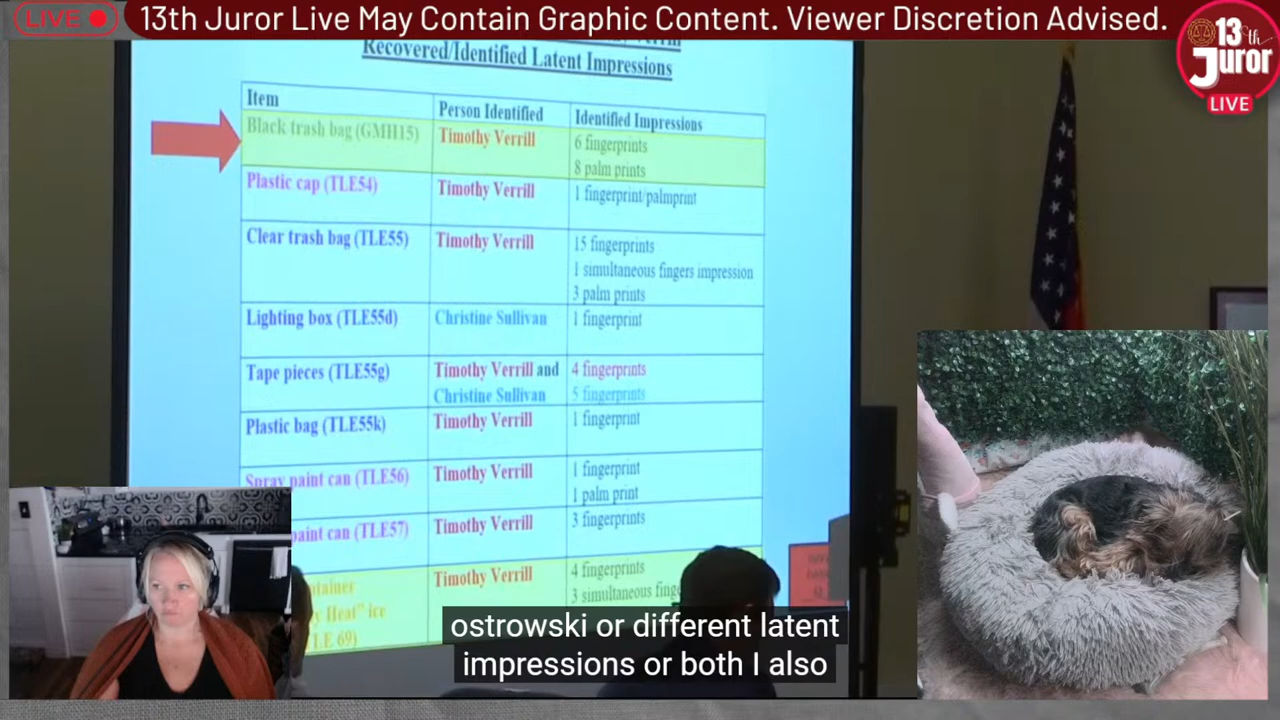 LIVE
13th Juror Live May Contain Graphic Content. Viewer Discretion Advised.
13th
Juror
LIVE
Recovered/Identified Latent Impressions
Item Person Identified Identified Impressions
Black trash bag (GMH15) Timothy Verrill 6 fingerprints
8 palm prints
Plastic cap (TLE54) Timothy Verrill 1 fingerprint/palmprint
Clear trash bag (TLE55) Timothy Verrill 15 fingerprints
1 simultaneous fingers impression
3 palm prints
Lighting box (TLE55d) Christine Sullivan 1 fingerprint
Tape pieces (TLE55g) Timothy Verrill and 4 fingerprints
Christine Sullivan 5 fingerprints
Plastic bag (TLE55k) Timothy Verrill 1 fingerprint
Spray paint can (TLE56) Timothy Verrill 1 fingerprint
1 palm print
paint can (TLE57) Timothy Verrill 3 fingerprints
Timothy Verrill 4 fingerprints
3 simultaneous
Heat" ice
69)
ostrowski or different latent
impressions or both I also